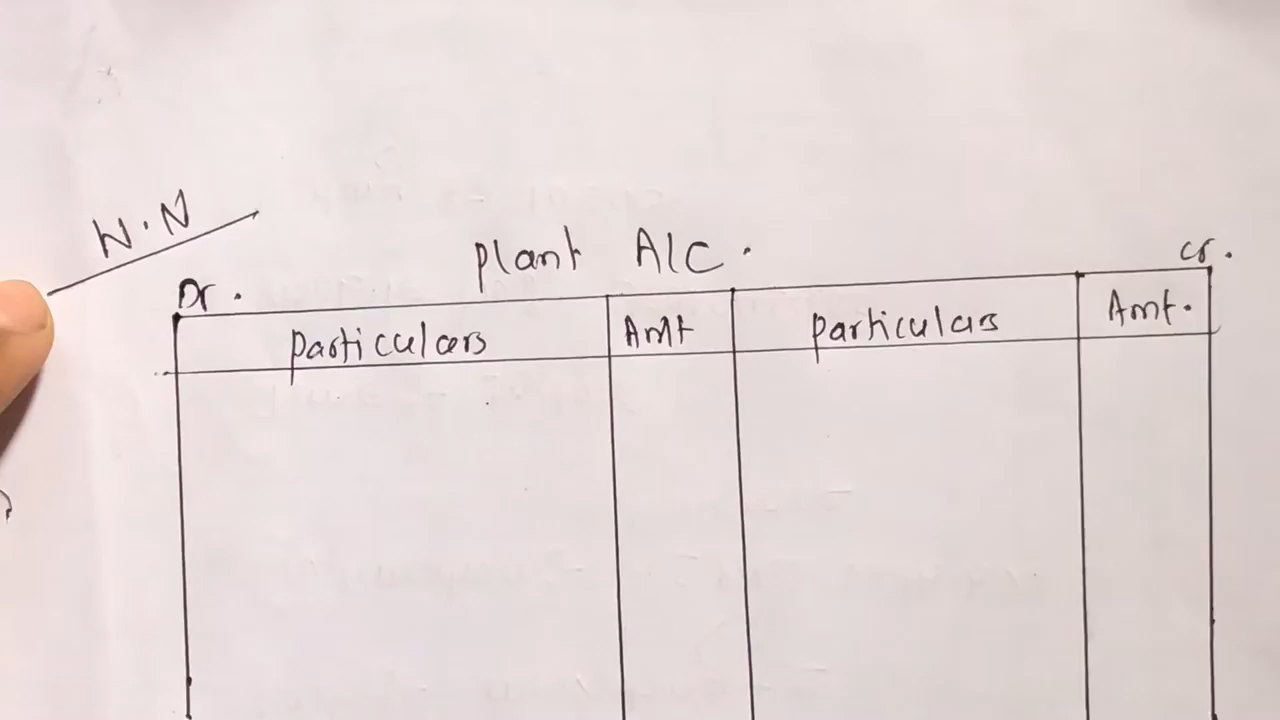 W.N
Plant A/C.
Dr. Cr.
Particulars Amt Particulars Amt.